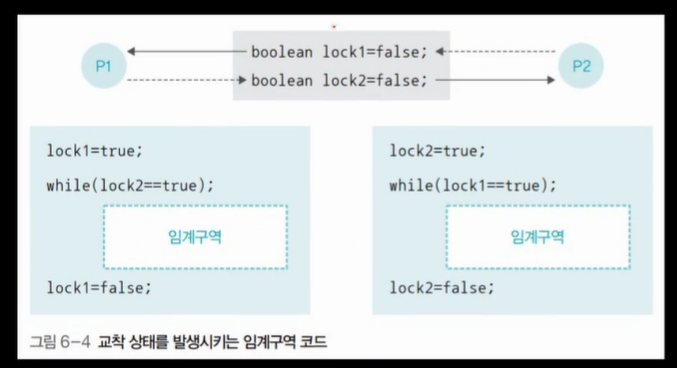 boolean lock1=false;
P1
P2
boolean lock2=false;
lock1=true;
while(lock2==true);
임계구역
lock1=false;
lock2=true;
while(lock1==true);
임계구역
lock2=false;
그림 6-4 교착 상태를 발생시키는 임계구역 코드